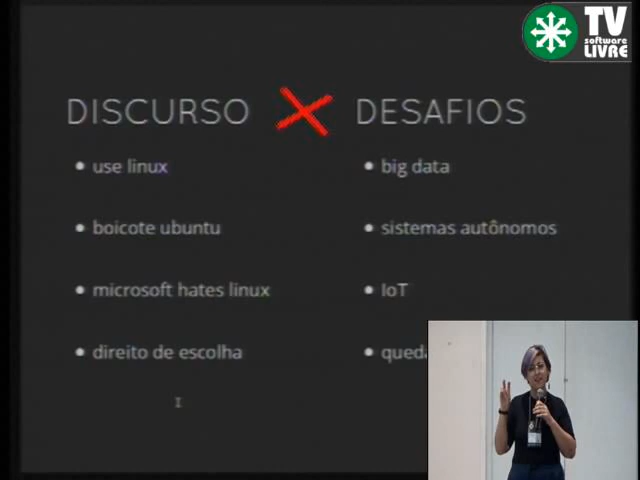 TV
software
LIVRE
DISCURSO
DESAFIOS
use linux
big data
boicote ubuntu
sistemas autônomos
microsoft hates linux
IoT
direito de escolha